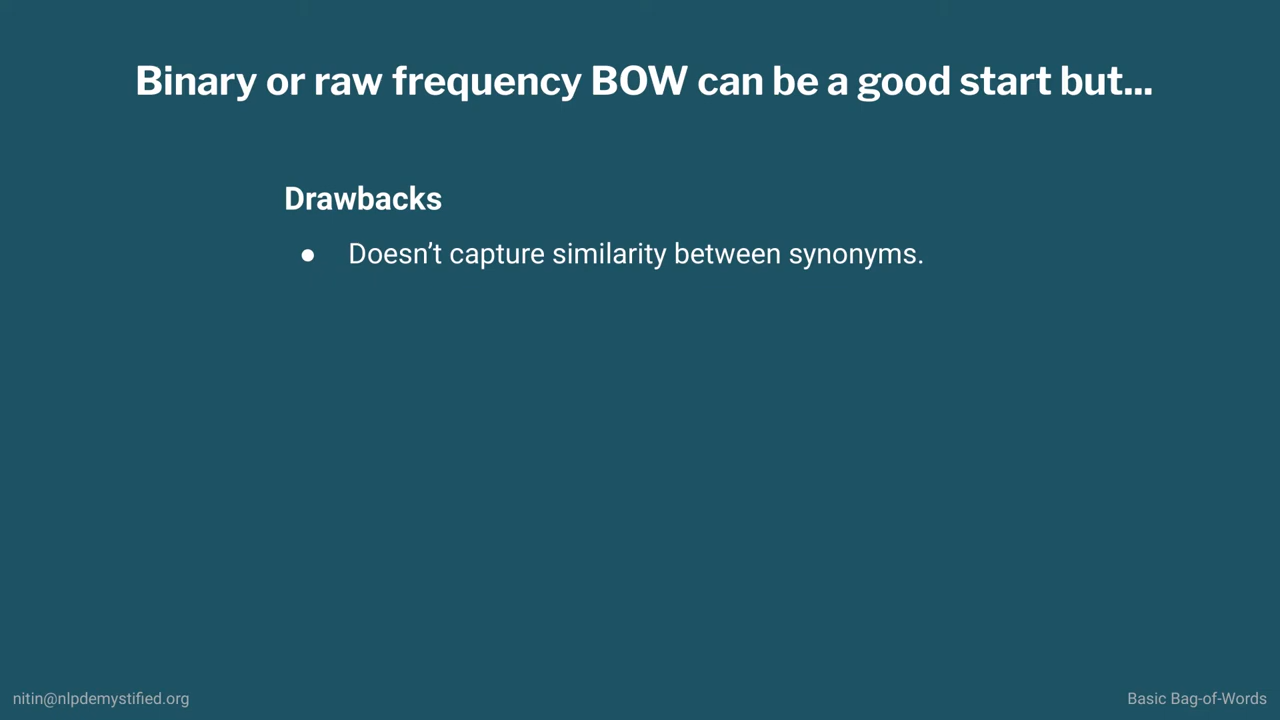 Binary or raw frequency BOW can be a good start but...
Drawbacks
● Doesn’t capture similarity between synonyms.
nitin@nlpdemystified.org
Basic Bag-of-Words